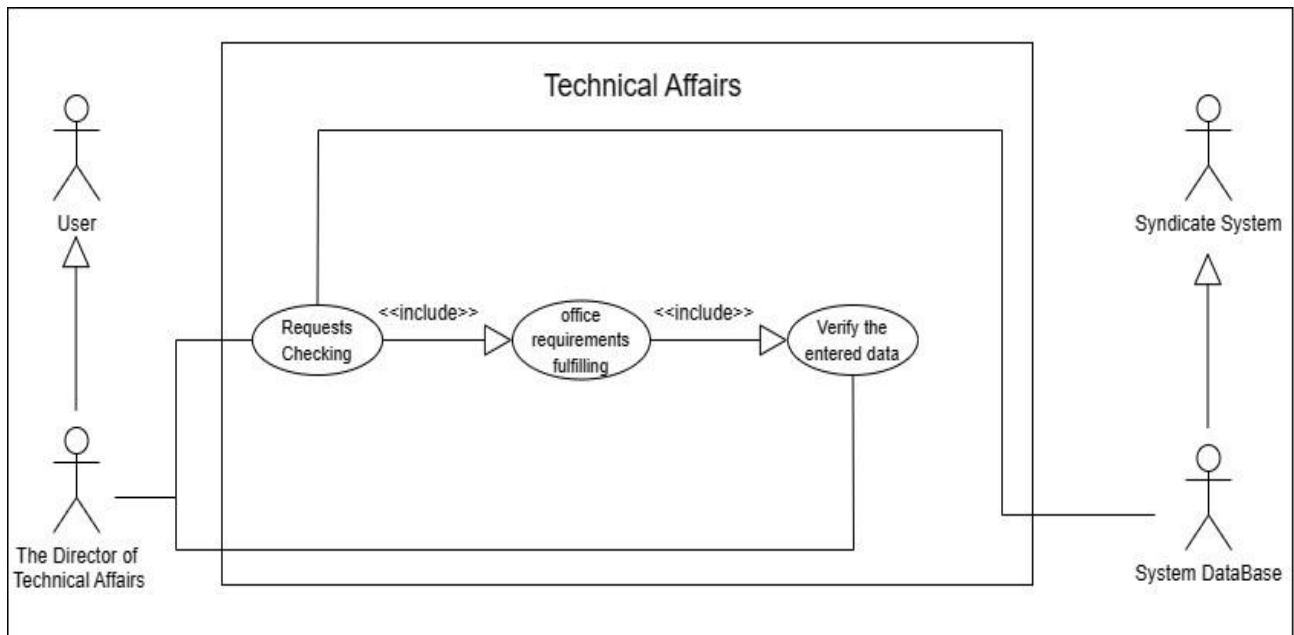 Technical Affairs
User
Syndicate System
Requests
Checking
<<include>>
office
requirements
fulfilling
<<include>>
Verify the
entered data
The Director of
Technical Affairs
System DataBase